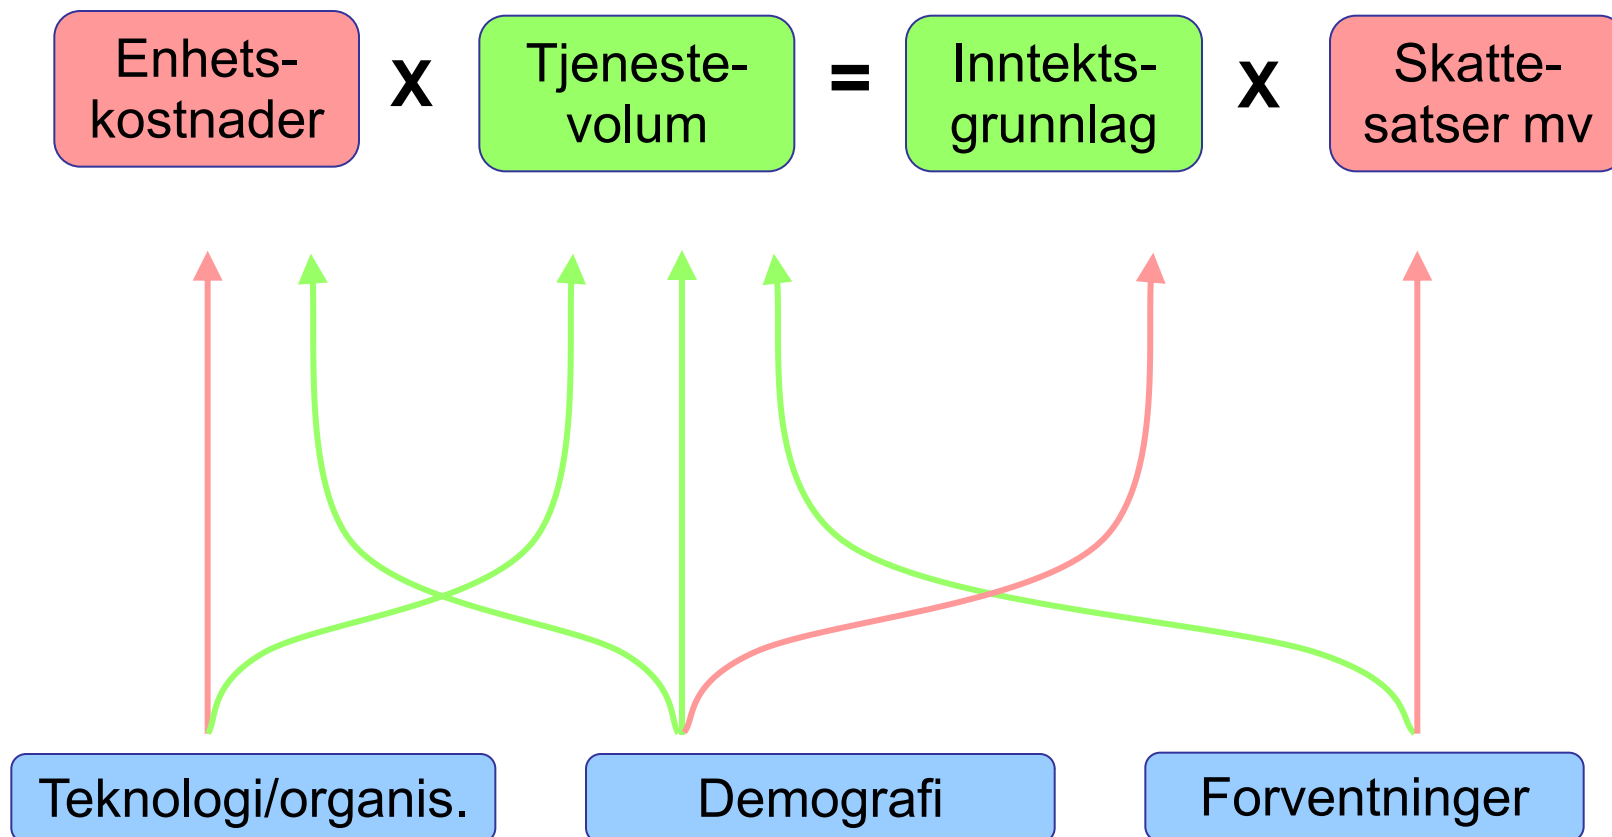 Enhets-
kostnader
X
Tjeneste-
volum
=
Inntekts-
grunnlag
X
Skatte-
satser mv
Teknologi/organis.
Demografi
Forventninger